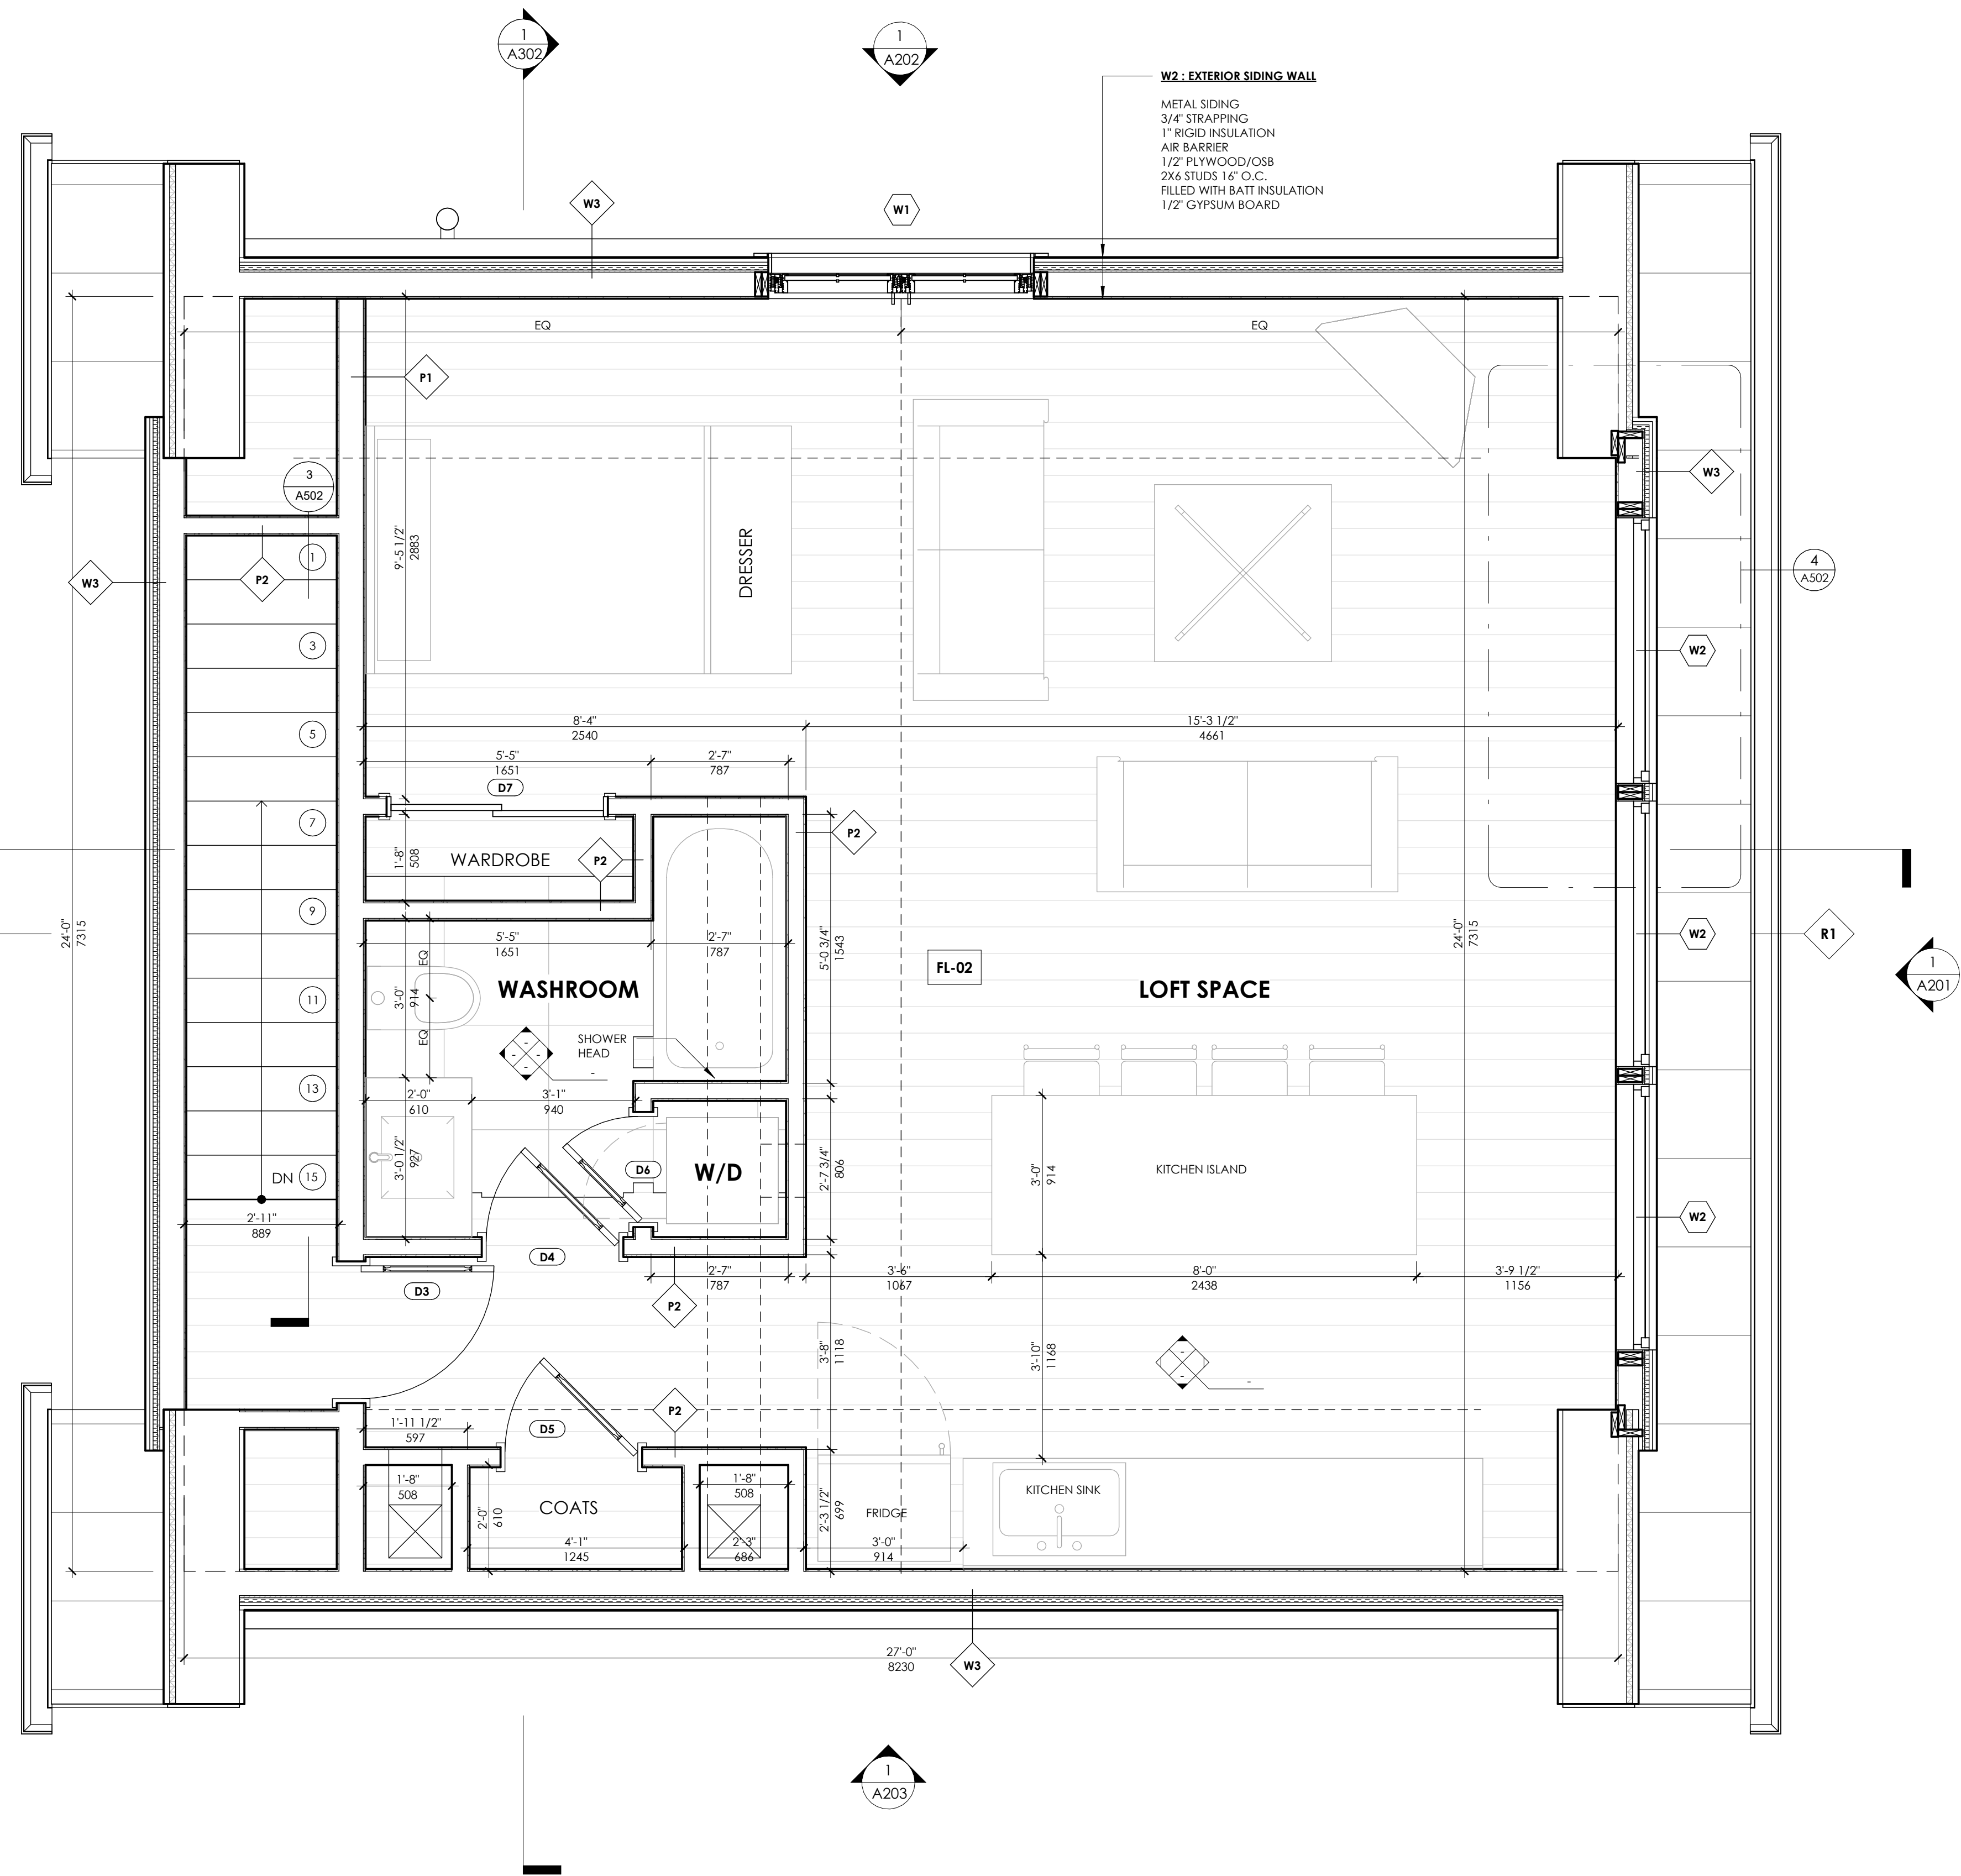 1
A302
1
A202
W2 : EXTERIOR SIDING WALL
METAL SIDING
3/4" STRAPPING
1" RIGID INSULATION
AIR BARRIER
1/2" PLYWOOD/OSB
2X6 STUDS 16" O.C.
FILLED WITH BATT INSULATION
1/2" GYPSUM BOARD
W3
W1
EQ
EQ
P1
3
A502
W3
9'-5 1/2"
2883
DRESSER
1
P2
W3
4
A502
3
W2
5
8'-4"
2540
15'-3 1/2"
4661
5'-5"
1651
2'-7"
787
D7
7
P2
1'-8"
508
WARDROBE
P2
9
24'-0"
7315
5'-5"
1651
2'-7"
787
5'-0 3/4"
1543
24'-0"
7315
W2
R1
EQ
FL-02
1
A201
WASHROOM
LOFT SPACE
3'-0"
914
11
EQ
SHOWER
HEAD
-
-
-
-
-
13
2'-0"
610
3'-1"
940
3'-0 1/2"
927
D6
W/D
2'-7 3/4"
806
3'-0"
914
KITCHEN ISLAND
DN
15
2'-11"
889
W2
D4
D3
2'-7"
787
3'-6"
1067
8'-0"
2438
3'-9 1/2"
1156
P2
3'-8"
1118
3'-10"
1168
-
-
-
-
-
P2
D5
1'-11 1/2"
597
1'-8"
508
2'-0"
610
COATS
1'-8"
508
2'-3 1/2"
699
FRIDGE
KITCHEN SINK
4'-1"
1245
2'-3"
686
3'-0"
914
27'-0"
8230
W3
1
A203